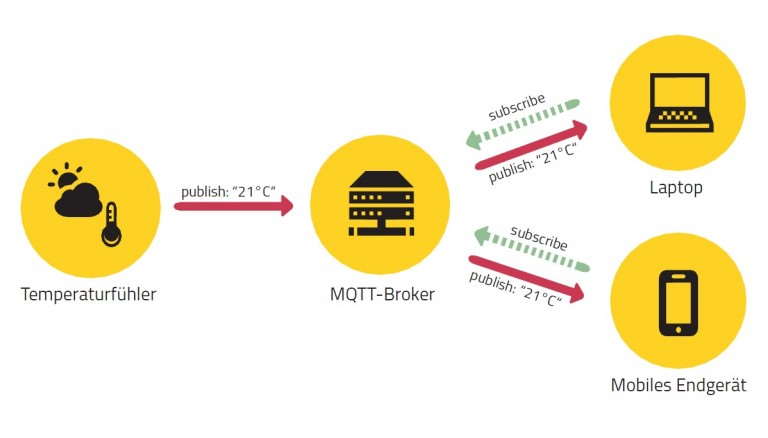 subscribe
publish: “21°C“
Laptop
publish: “21°C“
subscribe
publish: “21°C“
Temperaturfühler
MQTT-Broker
Mobiles Endgerät